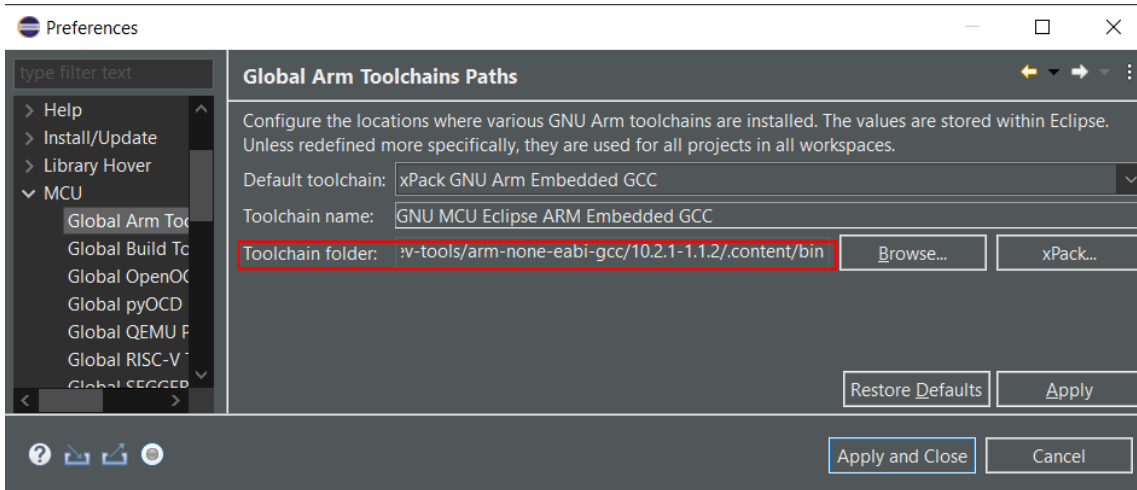 Preferences
type filter text
Help
Install/Update
Library Hover
MCU
Global Arm Too
Global Build To
Global OpenOC
Global pyOCD
Global QEMU P
Global RISC-V
Global SEGGER
Global Arm Toolchains Paths
Configure the locations where various GNU Arm toolchains are installed. The values are stored within Eclipse.
Unless redefined more specifically, they are used for all projects in all workspaces.
Default toolchain: xPack GNU Arm Embedded GCC
Toolchain name: GNU MCU Eclipse ARM Embedded GCC
Toolchain folder: ev-tools/arm-none-eabi-gcc/10.2.1-1.1.2/.content/bin Browse... xPack...
Restore Defaults Apply
Apply and Close Cancel